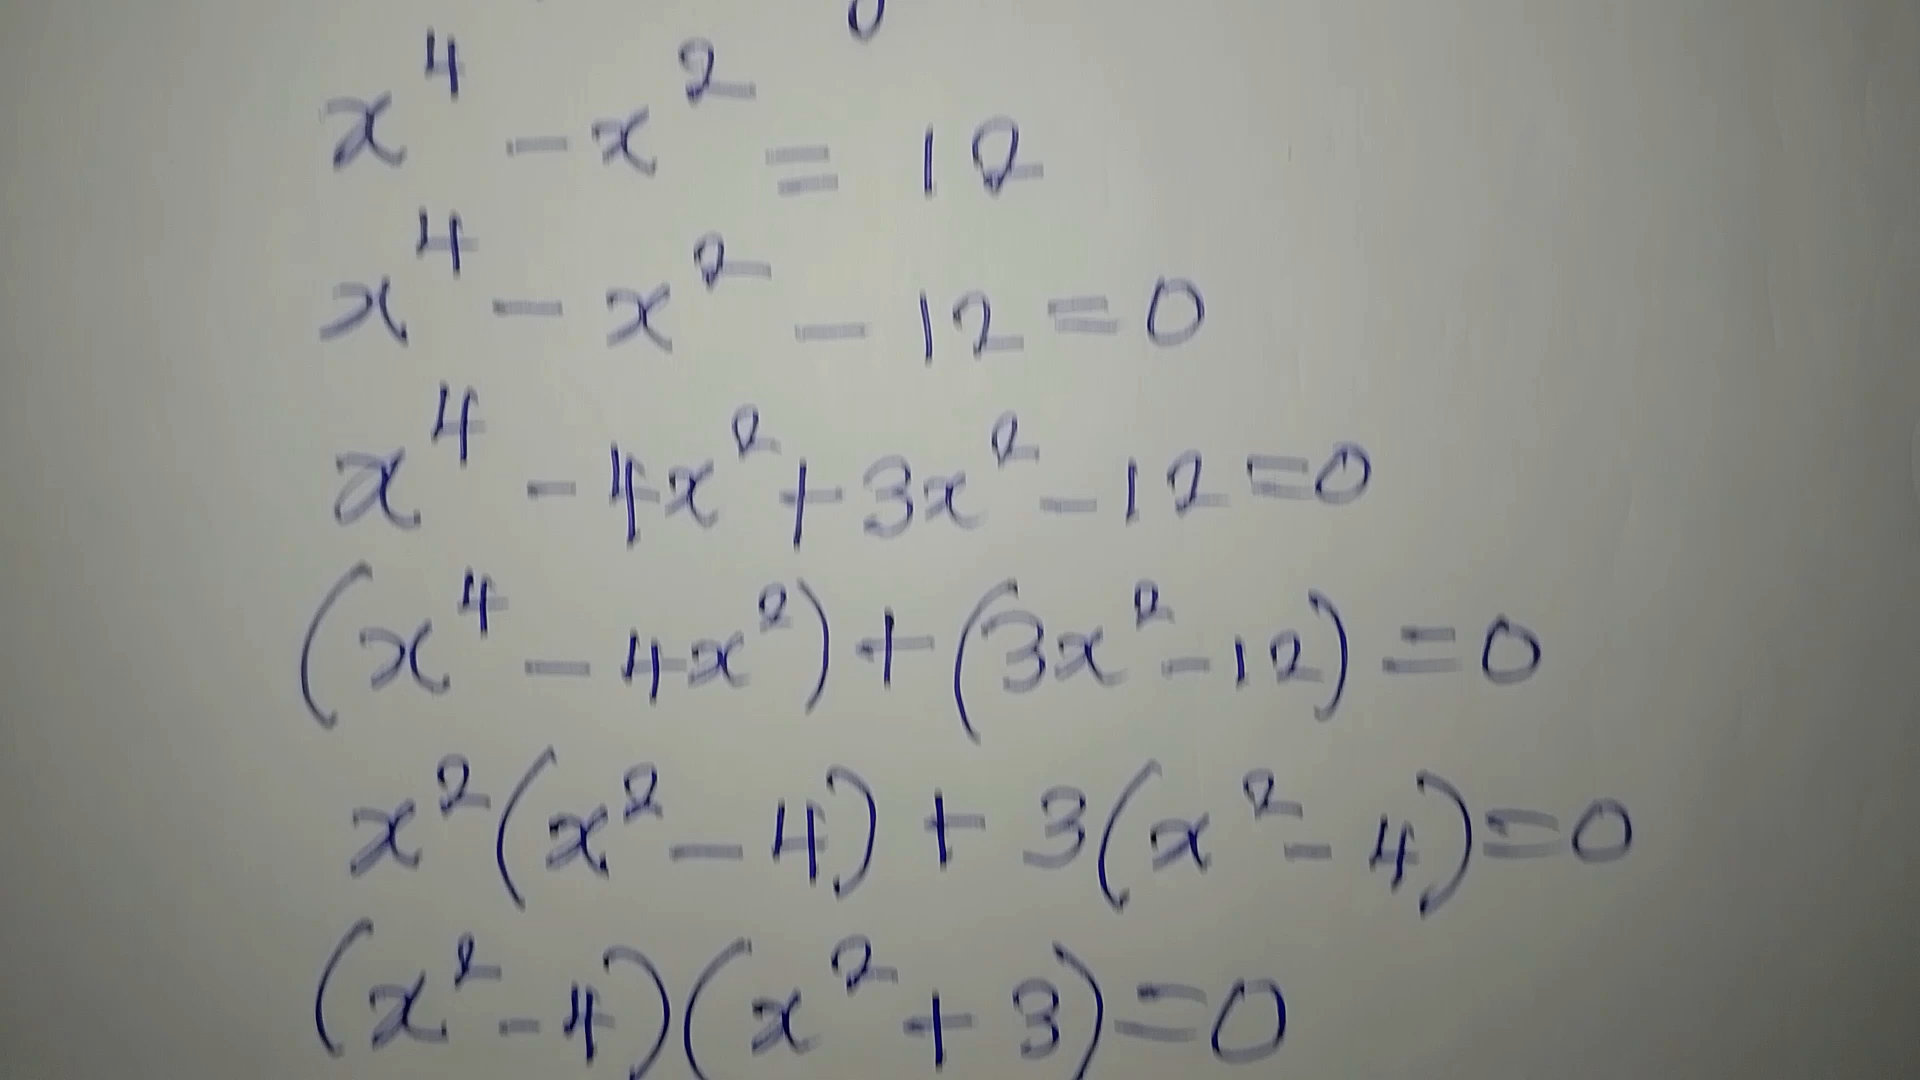 x⁴ - x² = 12
x⁴ - x² - 12 = 0
x⁴ - 4x² + 3x² - 12 = 0
(x⁴ - 4x²) + (3x² - 12) = 0
x²(x² - 4) + 3(x² - 4) = 0
(x² - 4)(x² + 3) = 0